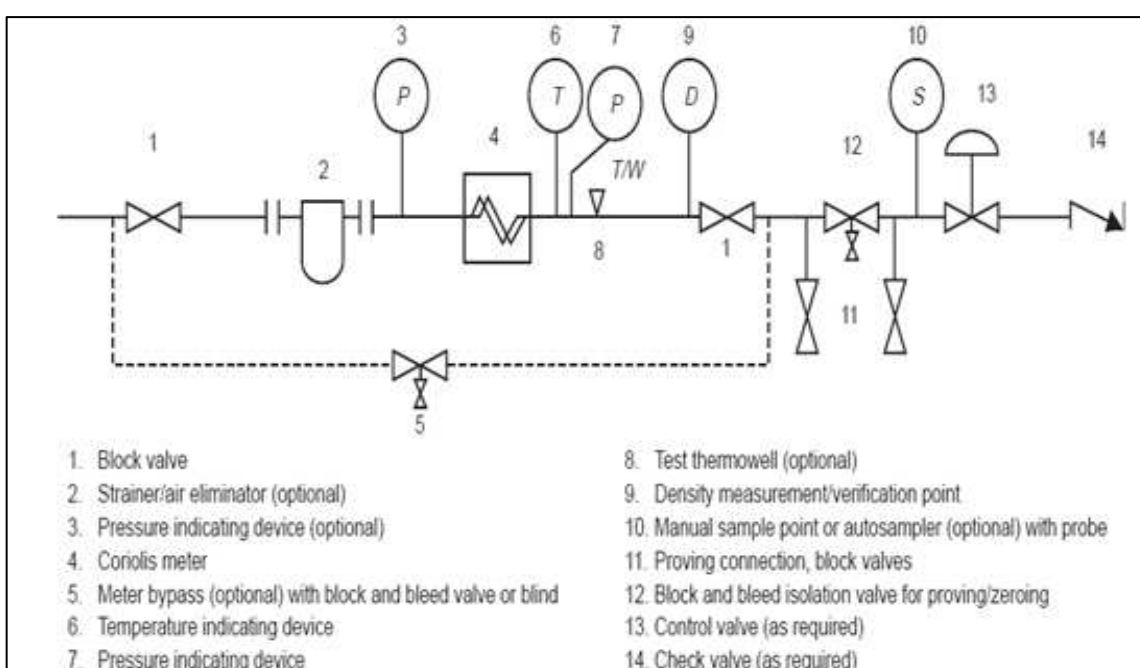 3 6 7 9 10
P T P D S
13
1 4 12 14
2 T/W
8 1
11
5
1. Block valve
2. Strainer/air eliminator (optional)
3. Pressure indicating device (optional)
4. Coriolis meter
5. Meter bypass (optional) with block and bleed valve or blind
6. Temperature indicating device
7. Pressure indicating device
8. Test thermowell (optional)
9. Density measurement/verification point
10. Manual sample point or autosampler (optional) with probe
11. Proving connection, block valves
12. Block and bleed isolation valve for proving/zeroing
13. Control valve (as required)
14. Check valve (as required)